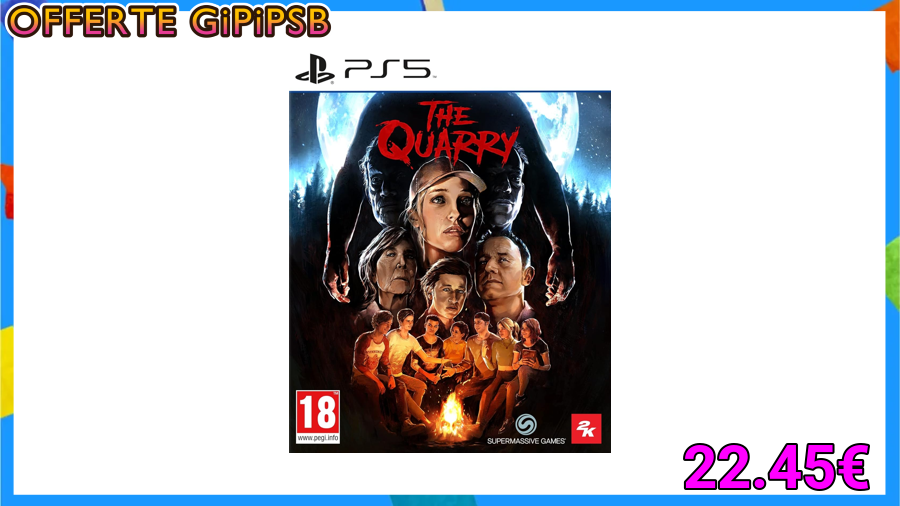 OFFERTE GiPiPSB
PS5
THE
QUARRY
18
www.pegi.info
SUPERMASSIVE GAMES
2K
22.45€